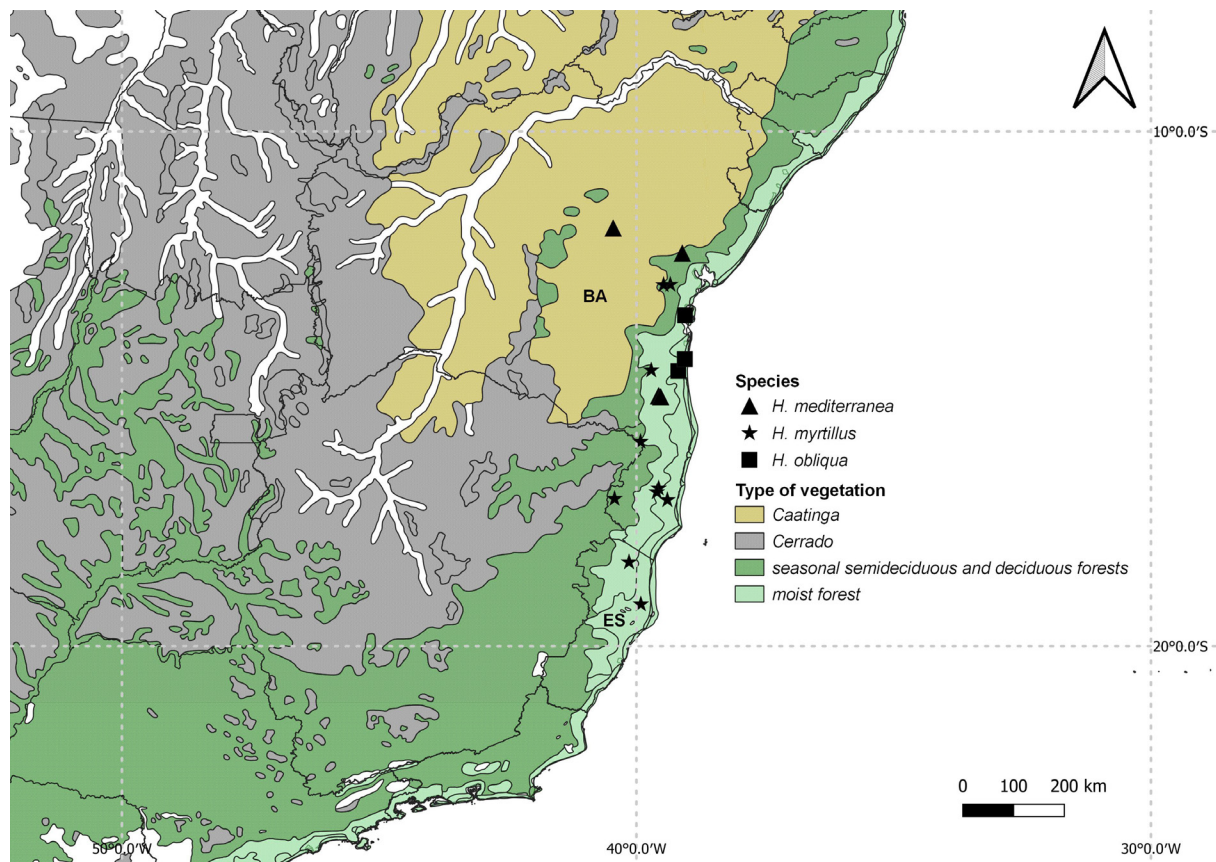 10°0.0'S
BA
Species
H. mediterranea
H. myrtillus
H. obliqua
Type of vegetation
Caatinga
Cerrado
seasonal semideciduous and deciduous forests
moist forest
ES
20°0.0'S
0 100 200 km
50°0.0'W 40°0.0'W 30°0.0'W